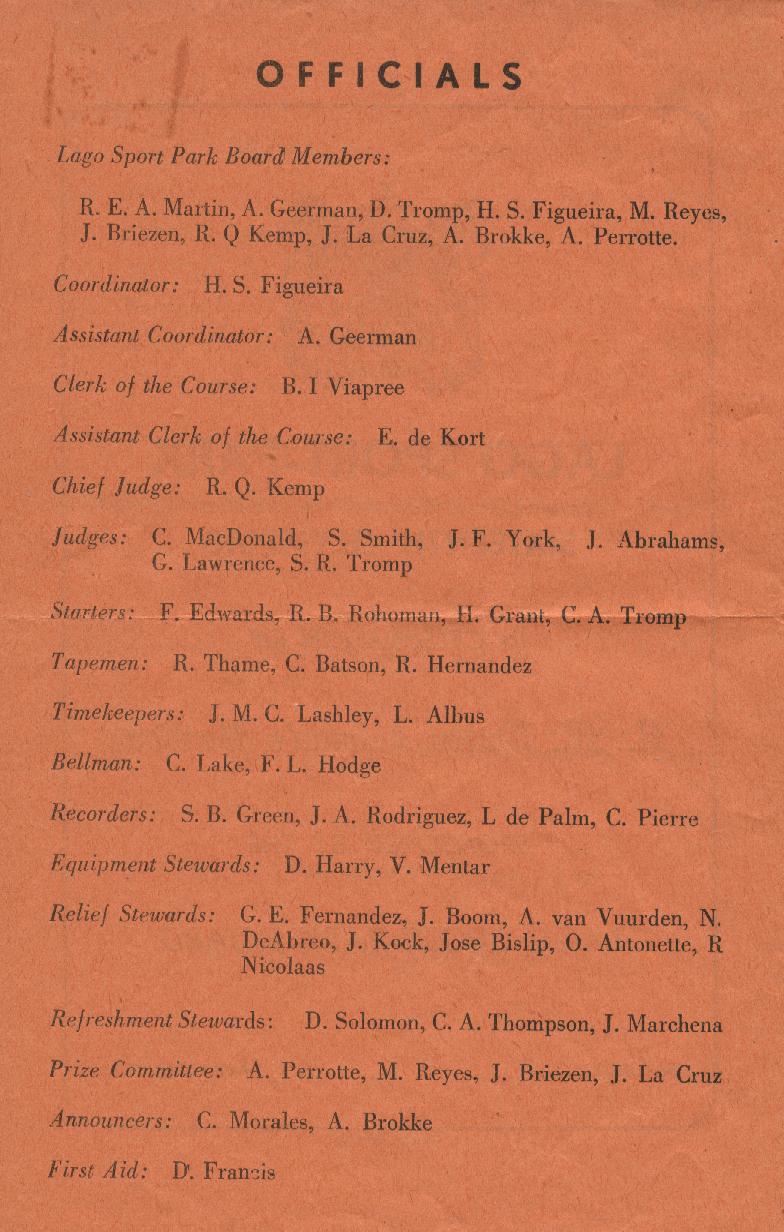 OFFICIALS
Lago Sport Park Board Members:
R. E. A. Martin, A. Geerman, D. Tromp, H. S. Figueira, M. Reyes,
J. Briezen, R. Q Kemp, J. La Cruz, A. Brokke, A. Perrotte.
Coordinator: H. S. Figueira
Assistant Coordinator: A. Geerman
Clerk of the Course: B. I Viapree
Assistant Clerk of the Course: E. de Kort
Chief Judge: R. Q. Kemp
Judges: C. MacDonald, S. Smith, J. F. York, J. Abrahams,
G. Lawrence, S. R. Tromp
Starters: F. Edwards, R. B. Rohoman, H. Grant, C. A. Tromp
Tapemen: R. Thame, C. Batson, R. Hernandez
Timekeepers: J. M. C. Lashley, L. Albus
Bellman: C. Lake, F. L. Hodge
Recorders: S. B. Green, J. A. Rodriguez, L de Palm, C. Pierre
Equipment Stewards: D. Harry, V. Mentar
Relief Stewards: G. E. Fernandez, J. Boom, A. van Vuurden, N.
DeAbreo, J. Kock, Jose Bislip, O. Antonette, R
Nicolaas
Refreshment Stewards: D. Solomon, C. A. Thompson, J. Marchena
Prize Committee: A. Perrotte, M. Reyes, J. Briezen, J. La Cruz
Announcers: C. Morales, A. Brokke
First Aid: D. Francis